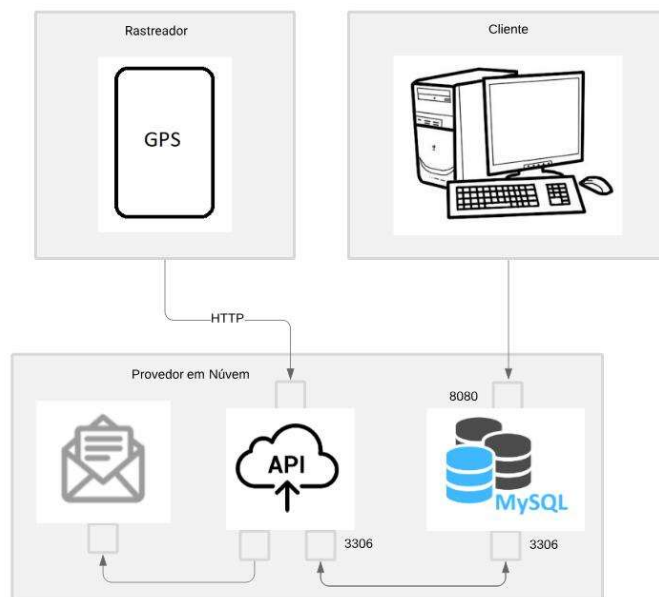 Rastreador
Cliente
GPS
HTTP
Provedor em Núvem
8080
API
MySQL
3306
3306